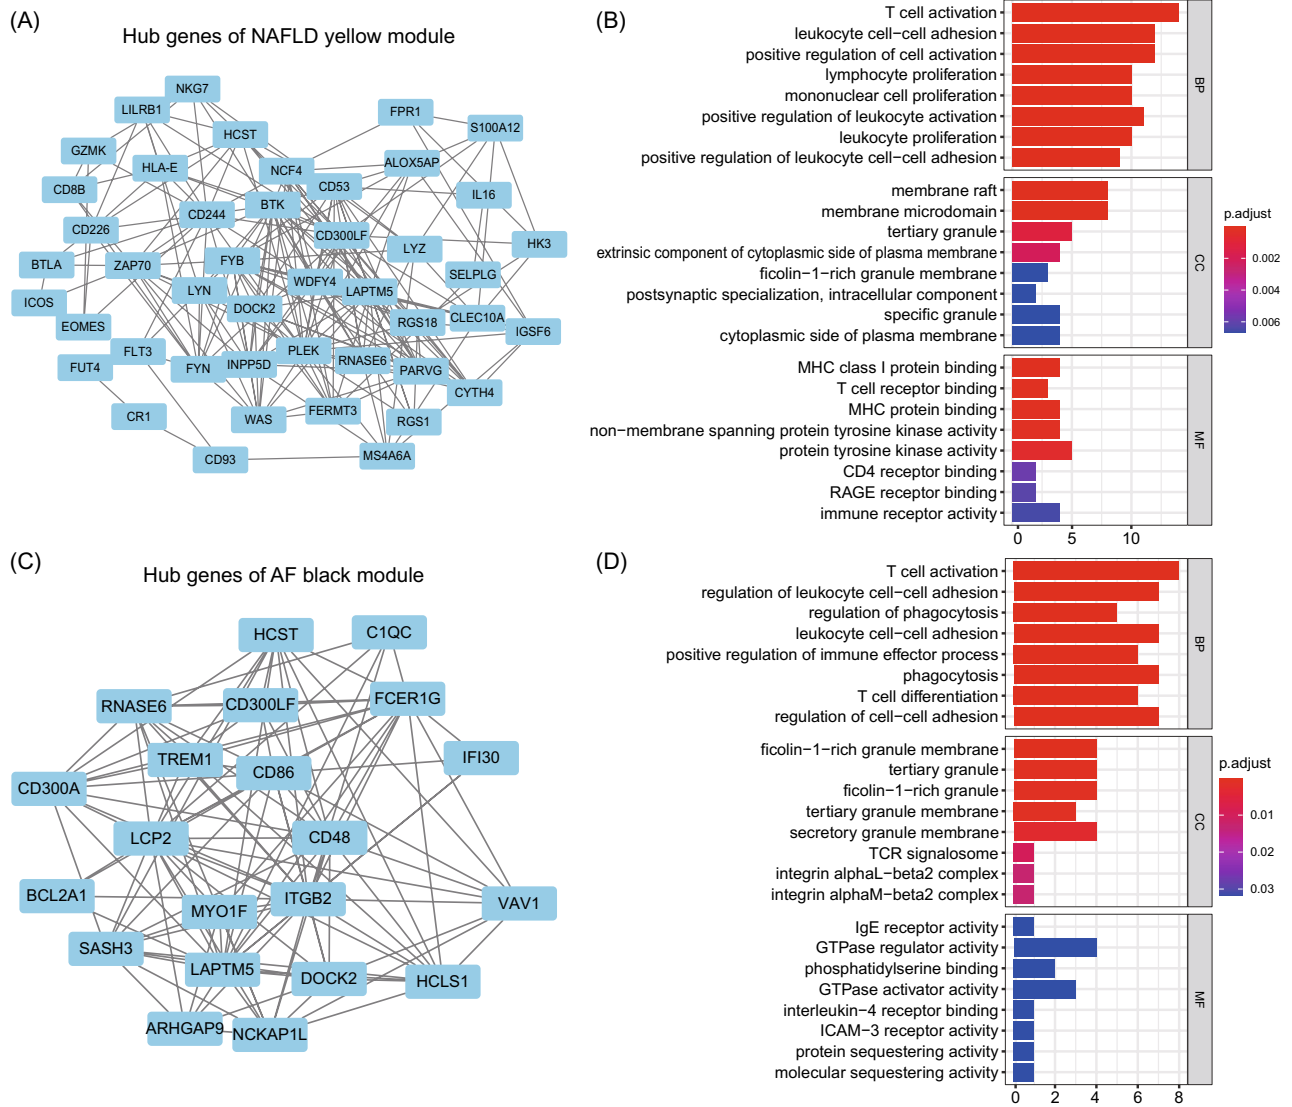 (A)
Hub genes of NAFLD yellow module
NKG7
LILRB1
FPR1
S100A12
HCST
GZMK
HLA-E
ALOX5AP
NCF4
CD53
CD8B
IL16
BTK
CD244
CD226
CD300LF
LYZ
HK3
BTLA
ZAP70
FYB
SELPLG
WDFY4
LYN
LAPTM5
ICOS
DOCK2
CLEC10A
RGS18
EOMES
IGSF6
FLT3
PLEK
FUT4
FYN
INPP5D
RNASE6
PARVG
CYTH4
CR1
WAS
FERMT3
RGS1
CD93
MS4A6A
(B)
T cell activation
leukocyte cell−cell adhesion
positive regulation of cell activation
lymphocyte proliferation
mononuclear cell proliferation
positive regulation of leukocyte activation
leukocyte proliferation
positive regulation of leukocyte cell−cell adhesion
BP
membrane raft
membrane microdomain
tertiary granule
extrinsic component of cytoplasmic side of plasma membrane
ficolin−1−rich granule membrane
postsynaptic specialization, intracellular component
specific granule
cytoplasmic side of plasma membrane
CC
MHC class I protein binding
T cell receptor binding
MHC protein binding
non−membrane spanning protein tyrosine kinase activity
protein tyrosine kinase activity
CD4 receptor binding
RAGE receptor binding
immune receptor activity
MF
0 5 10
p.adjust
0.002
0.004
0.006
(C)
Hub genes of AF black module
HCST
C1QC
RNASE6
CD300LF
FCER1G
TREM1
CD86
IFI30
CD300A
LCP2
CD48
BCL2A1
MYO1F
ITGB2
VAV1
SASH3
LAPTM5
DOCK2
HCLS1
ARHGAP9
NCKAP1L
(D)
T cell activation
regulation of leukocyte cell−cell adhesion
regulation of phagocytosis
leukocyte cell−cell adhesion
positive regulation of immune effector process
phagocytosis
T cell differentiation
regulation of cell−cell adhesion
BP
ficolin−1−rich granule membrane
tertiary granule
ficolin−1−rich granule
tertiary granule membrane
secretory granule membrane
TCR signalosome
integrin alphaL−beta2 complex
integrin alphaM−beta2 complex
CC
IgE receptor activity
GTPase regulator activity
phosphatidylserine binding
GTPase activator activity
interleukin−4 receptor binding
ICAM−3 receptor activity
protein sequestering activity
molecular sequestering activity
MF
0 2 4 6 8
p.adjust
0.01
0.02
0.03